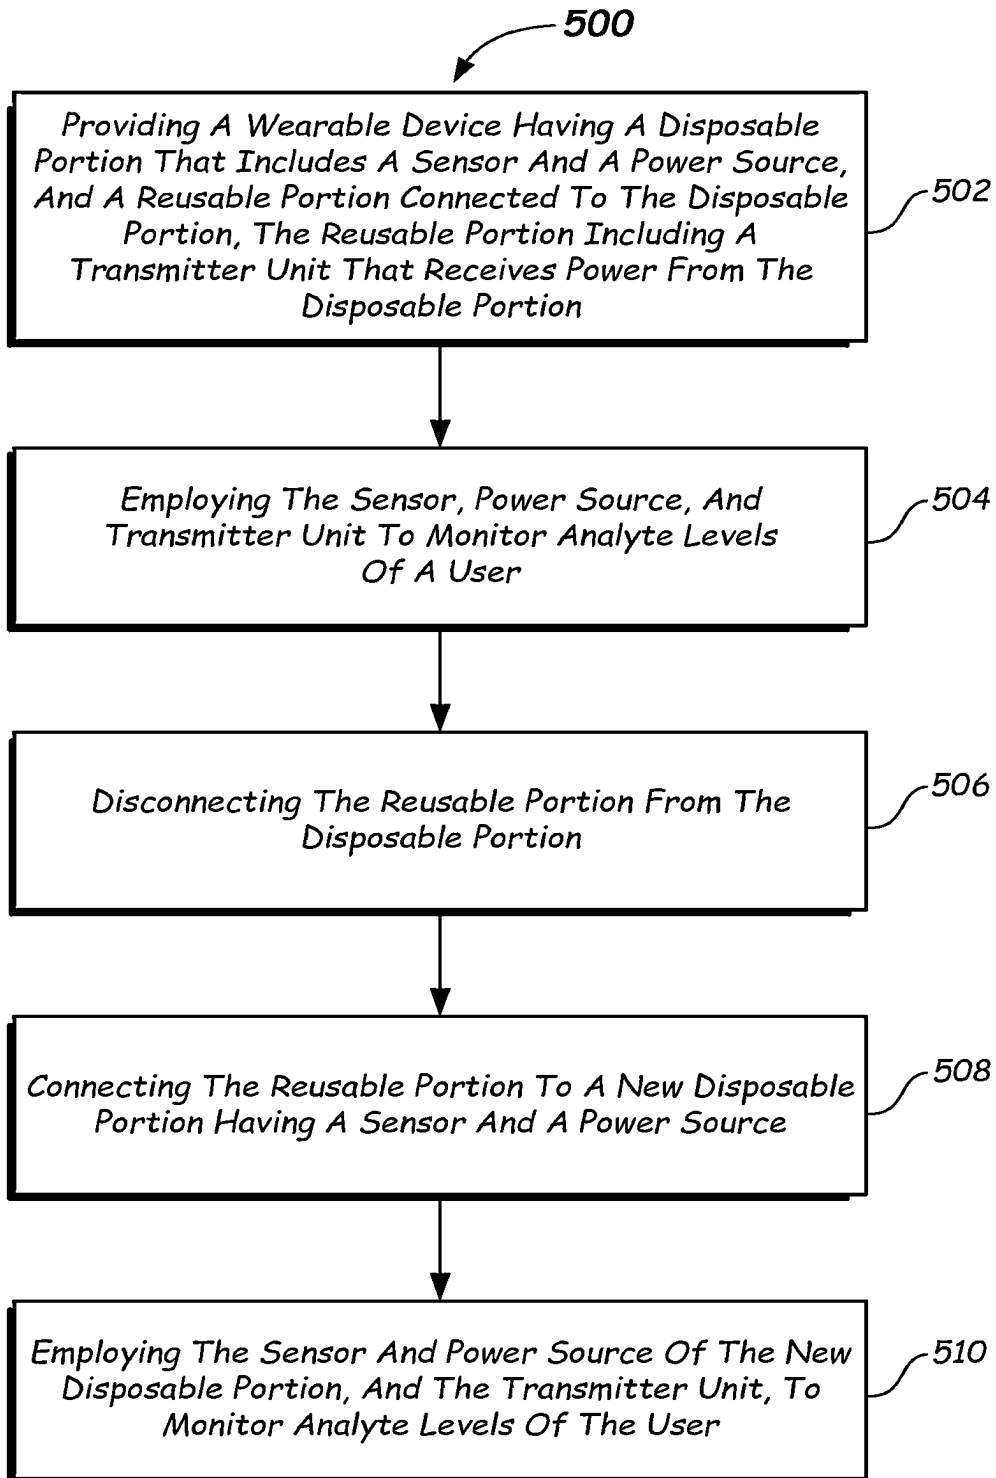 500
Providing A Wearable Device Having A Disposable
Portion That Includes A Sensor And A Power Source,
And A Reusable Portion Connected To The Disposable
Portion, The Reusable Portion Including A
Transmitter Unit That Receives Power From The
Disposable Portion
502
Employing The Sensor, Power Source, And
Transmitter Unit To Monitor Analyte Levels
Of A User
504
Disconnecting The Reusable Portion From The
Disposable Portion
506
Connecting The Reusable Portion To A New Disposable
Portion Having A Sensor And A Power Source
508
Employing The Sensor And Power Source Of The New
Disposable Portion, And The Transmitter Unit, To
Monitor Analyte Levels Of The User
510